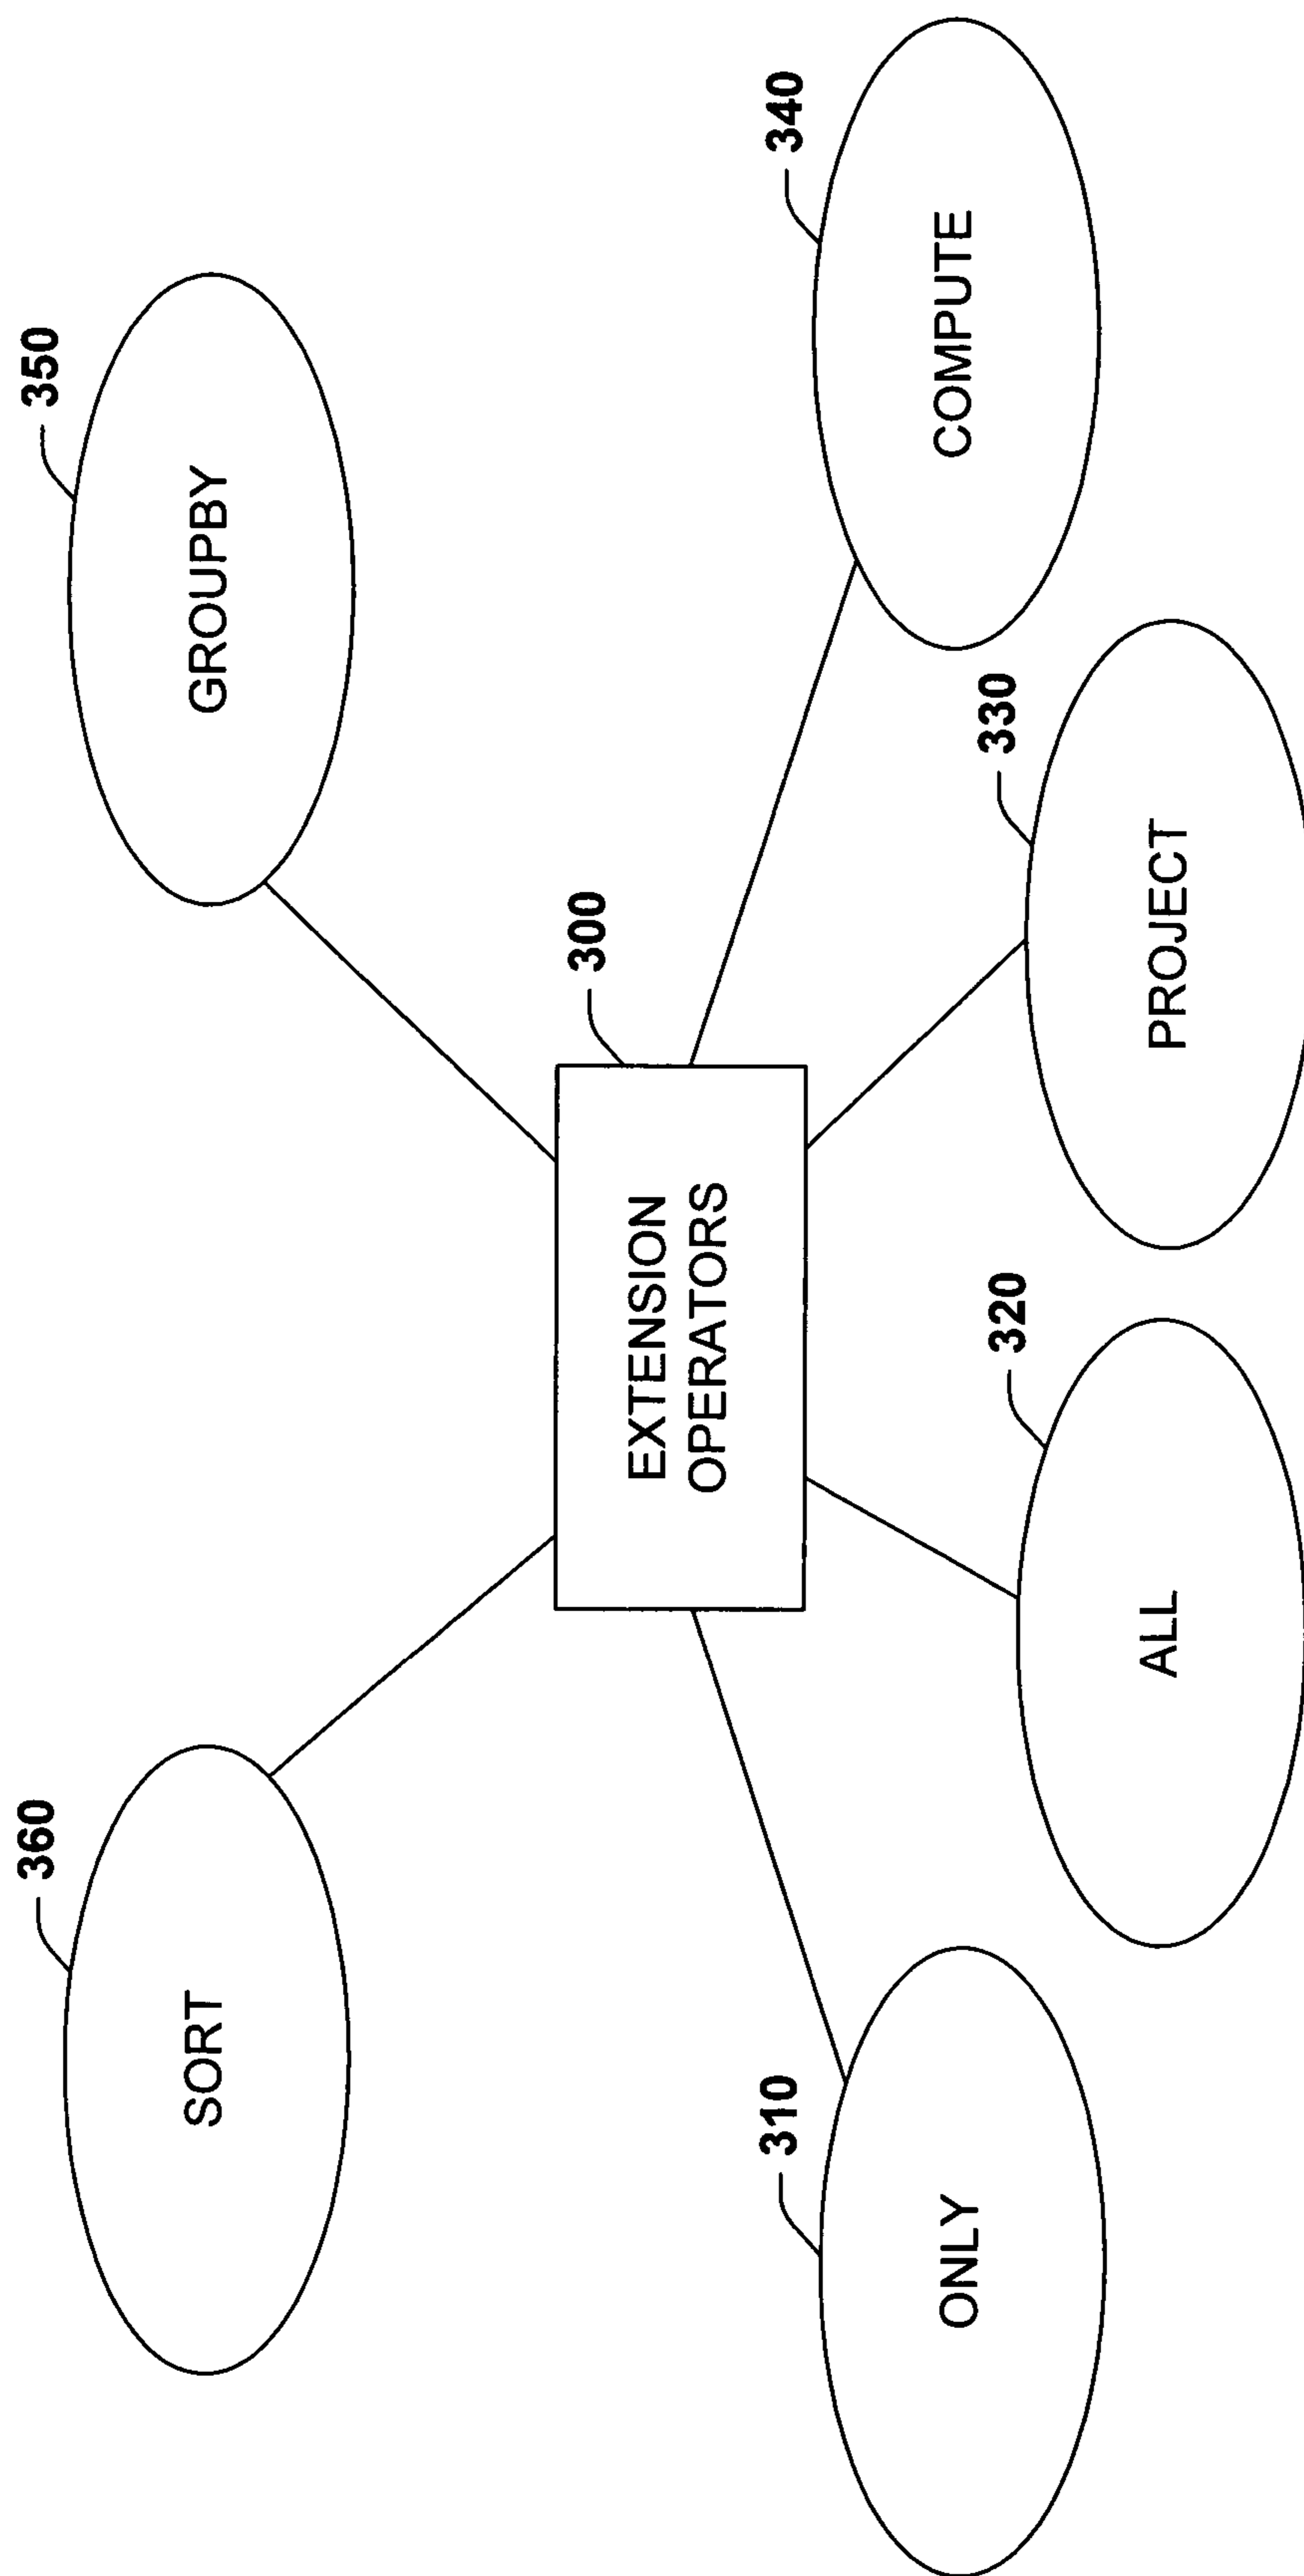 360
SORT
350
GROUPBY
300
EXTENSION
OPERATORS
310
ONLY
320
ALL
330
PROJECT
340
COMPUTE